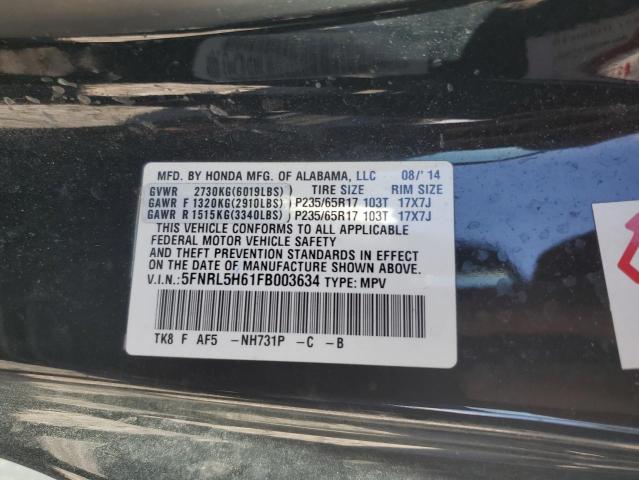 MFD. BY HONDA MFG. OF ALABAMA, LLC 08/'14
GVWR 2730KG(6019LBS) TIRE SIZE RIM SIZE
GAWR F 1320KG(2910LBS) P235/65R17 103T 17X7J
GAWR R 1515KG(3340LBS) P235/65R17 103T 17X7J
THIS VEHICLE CONFORMS TO ALL APPLICABLE
FEDERAL MOTOR VEHICLE SAFETY
AND THEFT PREVENTION STANDARDS IN EFFECT
ON THE DATE OF MANUFACTURE SHOWN ABOVE.
V.I.N.: 5FNRL5H61FB003634 TYPE: MPV
TK8 F AF5 -NH731P -C -B